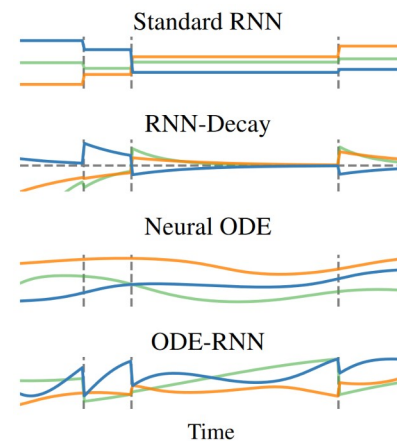 Standard RNN
RNN-Decay
Neural ODE
ODE-RNN
Time